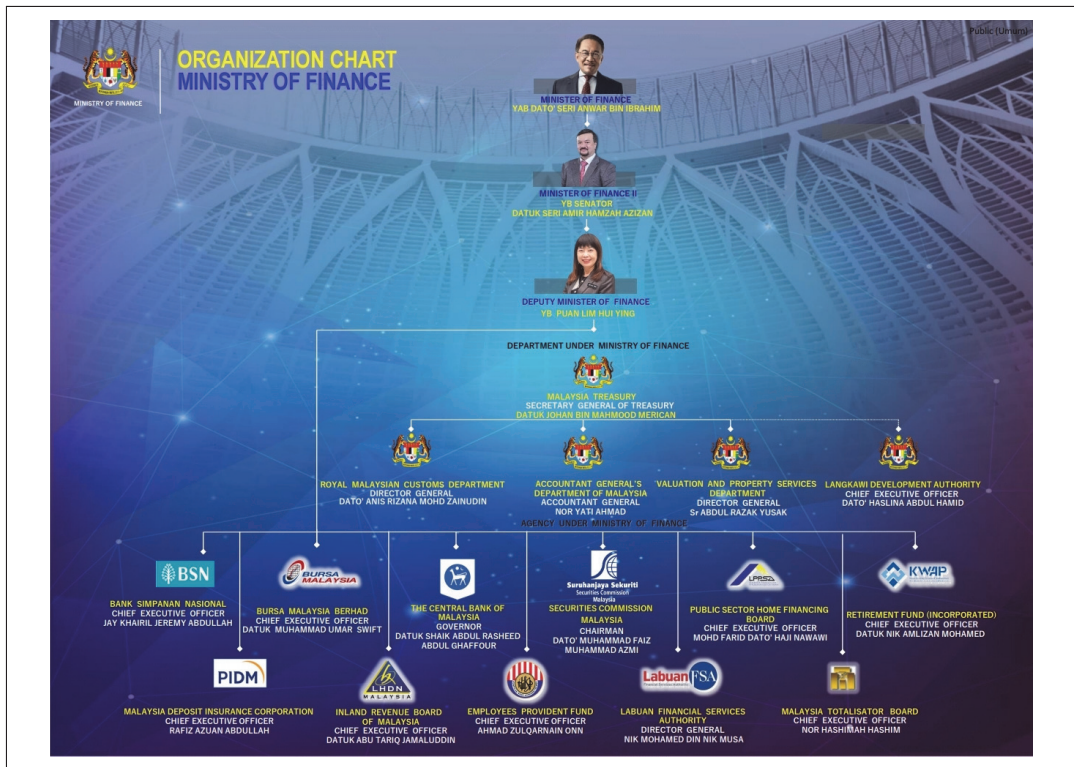 Public (Umum)
ORGANIZATION CHART
MINISTRY OF FINANCE
MINISTRY OF FINANCE
MINISTER OF FINANCE
YAB DATO' SERI ANWAR BIN IBRAHIM
MINISTER OF FINANCE II
YB SENATOR
DATUK SERI AMIR HAMZAH AZIZAN
DEPUTY MINISTER OF FINANCE
YB PUAN LIM HUI YING
DEPARTMENT UNDER MINISTRY OF FINANCE
MALAYSIA TREASURY
SECRETARY GENERAL OF TREASURY
DATUK JOHAN BIN MAHMOOD MERICAN
ROYAL MALAYSIAN CUSTOMS DEPARTMENT
DIRECTOR GENERAL
DATO' ANIS RIZANA MOHD ZAINUDIN
ACCOUNTANT GENERAL'S
DEPARTMENT OF MALAYSIA
ACCOUNTANT GENERAL
NOR YATI AHMAD
VALUATION AND PROPERTY SERVICES
DEPARTMENT
DIRECTOR GENERAL
Sr ABDUL RAZAK YUSAK
LANGKAWI DEVELOPMENT AUTHORITY
CHIEF EXECUTIVE OFFICER
DATO' HASLINA ABDUL HAMID
AGENCY UNDER MINISTRY OF FINANCE
BSN
BANK SIMPANAN NASIONAL
CHIEF EXECUTIVE OFFICER
JAY KHAIRIL JEREMY ABDULLAH
BURSA
MALAYSIA
BURSA MALAYSIA BERHAD
CHIEF EXECUTIVE OFFICER
DATUK MUHAMMAD UMAR SWIFT
THE CENTRAL BANK OF
MALAYSIA
GOVERNOR
DATUK SHAIK ABDUL RASHEED
ABDUL GHAFFOUR
Suruhanjaya Sekuriti
Securities Commission
Malaysia
SECURITIES COMMISSION
MALAYSIA
CHAIRMAN
DATO' MUHAMMAD FAIZ
MUHAMMAD AZMI
LPPSA
PUBLIC SECTOR HOME FINANCING
BOARD
CHIEF EXECUTIVE OFFICER
MOHD FARID DATO' HAJI NAWAWI
KWAP
RETIREMENT FUND (INCORPORATED)
CHIEF EXECUTIVE OFFICER
DATUK NIK AMLIZAN MOHAMED
PIDM
MALAYSIA DEPOSIT INSURANCE CORPORATION
CHIEF EXECUTIVE OFFICER
RAFIZ AZUAN ABDULLAH
LHDN
MALAYSIA
INLAND REVENUE BOARD
OF MALAYSIA
CHIEF EXECUTIVE OFFICER
DATUK ABU TARIQ JAMALUDDIN
EMPLOYEES PROVIDENT FUND
CHIEF EXECUTIVE OFFICER
AHMAD ZULQARNAIN ONN
Labuan FSA
LABUAN FINANCIAL SERVICES
AUTHORITY
DIRECTOR GENERAL
NIK MOHAMED DIN NIK MUSA
MALAYSIA TOTALISATOR BOARD
CHIEF EXECUTIVE OFFICER
NOR HASHIMAH HASHIM